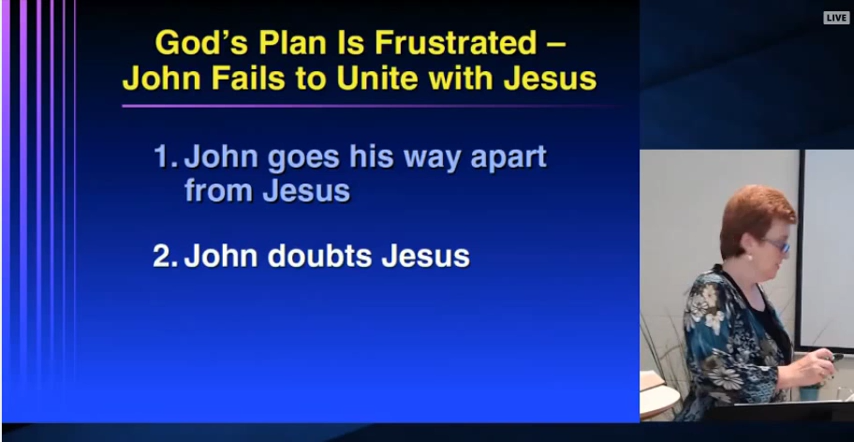 LIVE
God's Plan Is Frustrated –
John Fails to Unite with Jesus
1. John goes his way apart
from Jesus
2. John doubts Jesus